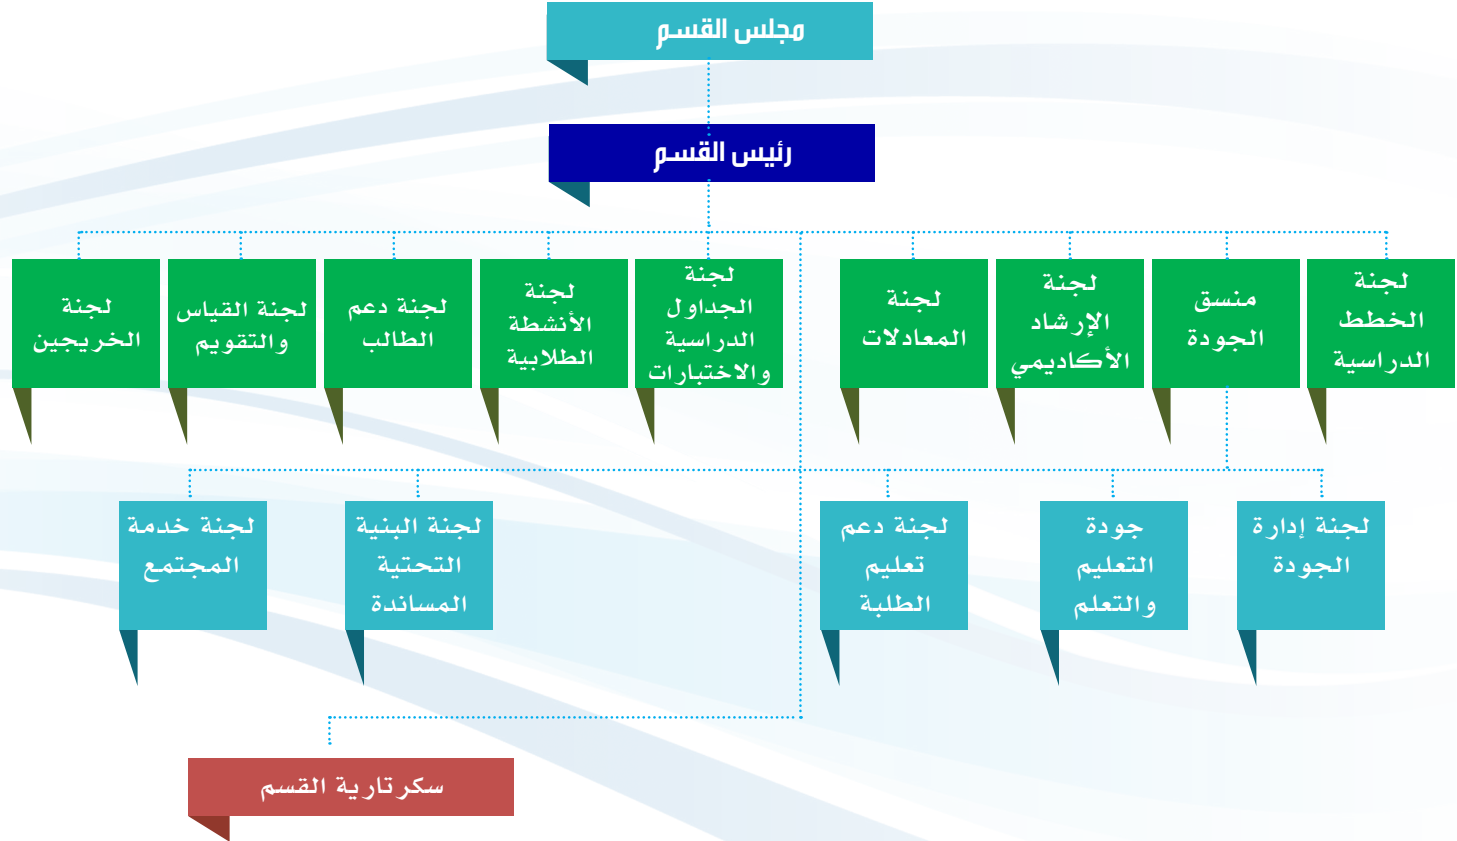 مجلس القسم
رئيس القسم
لجنة
الخطط
الدراسية
منسق
الجودة
لجنة
الإرشاد
الأكاديمي
لجنة
المعادلات
لجنة
الجداول
الدراسية
والاختبارات
لجنة
الأنشطة
الطلابية
لجنة دعم
الطالب
لجنة القياس
والتقويم
لجنة
الخريجين
لجنة إدارة
الجودة
جودة
التعليم
والتعلم
لجنة دعم
تعليم
الطلبة
لجنة البنية
التحتية
المساندة
لجنة خدمة
المجتمع
سكرتارية القسم